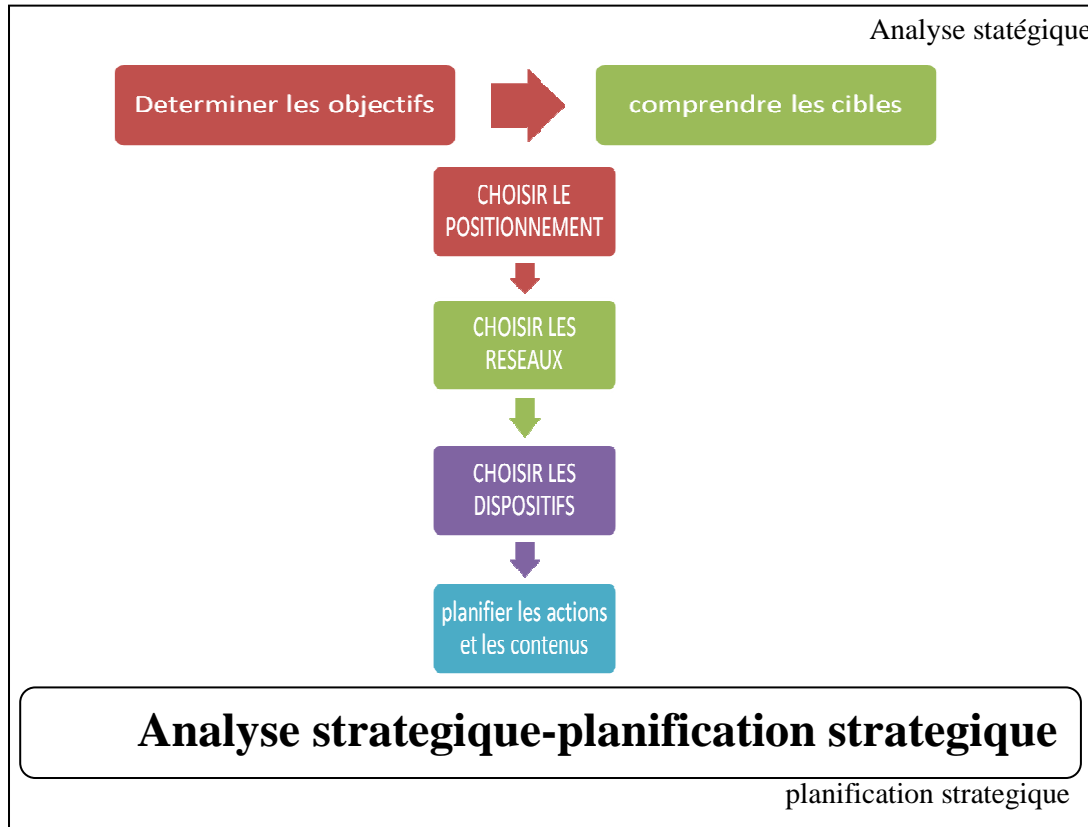 Analyse statégique
Determiner les objectifs
comprendre les cibles
CHOISIR LE
POSITIONNEMENT
CHOISIR LES
RESEAUX
CHOISIR LES
DISPOSITIFS
planifier les actions
et les contenus
Analyse strategique-planification strategique
planification strategique